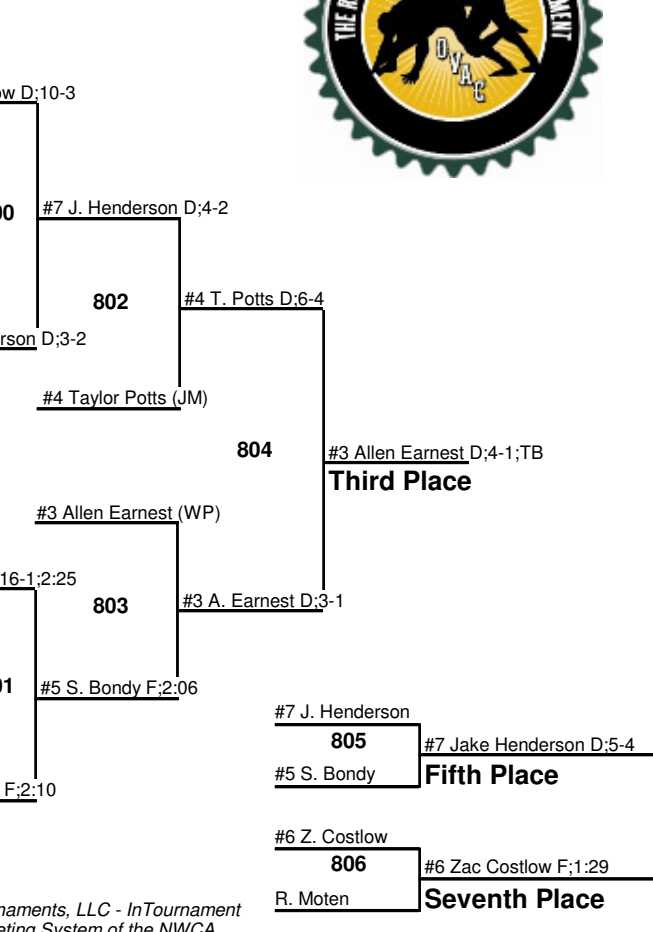 THE R
MENT
OVAC
ow D;10-3
00
#7 J. Henderson D;4-2
802
#4 T. Potts D;6-4
rson D;3-2
#4 Taylor Potts (JM)
804
#3 Allen Earnest D;4-1;TB
Third Place
#3 Allen Earnest (WP)
16-1;2:25
803
#3 A. Earnest D;3-1
01
#5 S. Bondy F;2:06
F;2:10
#7 J. Henderson
805
#7 Jake Henderson D;5-4
#5 S. Bondy
Fifth Place
#6 Z. Costlow
806
#6 Zac Costlow F;1:29
R. Moten
Seventh Place
naments, LLC - InTournament
eting System of the NWCA